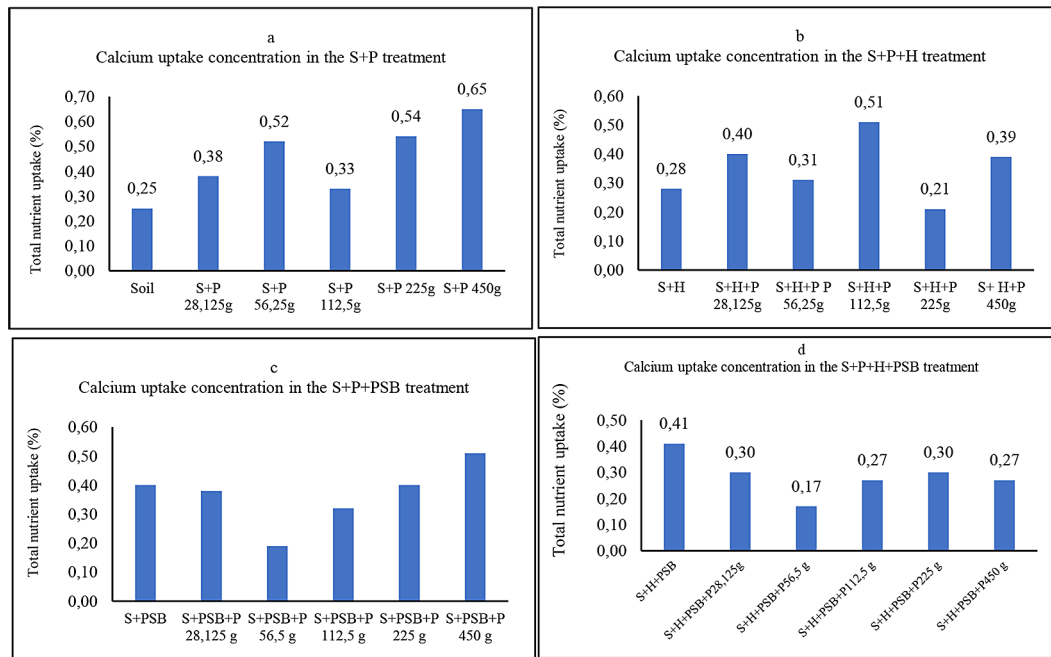 a
Calcium uptake concentration in the S+P treatment
Total nutrient uptake (%)
0,70
0,60
0,50
0,40
0,30
0,20
0,10
0,00
0,25
0,38
0,52
0,33
0,54
0,65
Soil
S+P
28,125g
S+P
56,25g
S+P
112,5g
S+P 225g
S+P 450g
b
Calcium uptake concentration in the S+P+H treatment
Total nutrient uptake (%)
0,60
0,50
0,40
0,30
0,20
0,10
0,00
0,28
0,40
0,31
0,51
0,21
0,39
S+H
S+H+P
28,125g
S+H+P P
56,25g
S+H+P
112,5g
S+H+P
225g
S+ H+P
450g
c
Calcium uptake concentration in the S+P+PSB treatment
Total nutrient uptake (%)
0,60
0,50
0,40
0,30
0,20
0,10
0,00
S+PSB
S+PSB+P
28,125 g
S+PSB+P
56,5 g
S+PSB+P
112,5 g
S+PSB+P
225 g
S+PSB+P
450 g
d
Calcium uptake concentration in the S+P+H+PSB treatment
Total nutrient uptake (%)
0,50
0,40
0,30
0,20
0,10
0,00
0,41
0,30
0,17
0,27
0,30
0,27
S+H+PSB
S+H+PSB+P28,125g
S+H+PSB+P56,5 g
S+H+PSB+P112,5 g
S+H+PSB+P225 g
S+H+PSB+P450 g